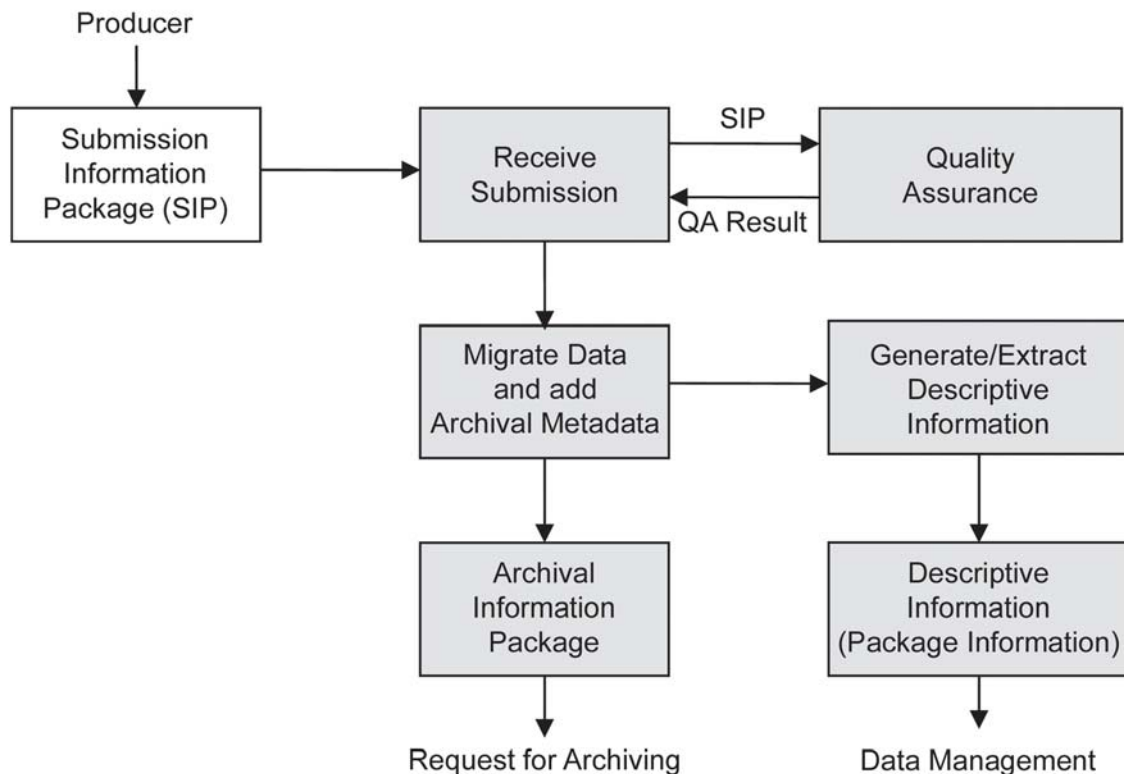 Producer
Submission
Information
Package (SIP)
Receive
Submission
SIP
QA Result
Quality
Assurance
Migrate Data
and add
Archival Metadata
Generate/Extract
Descriptive
Information
Archival
Information
Package
Descriptive
Information
(Package Information)
Request for Archiving
Data Management